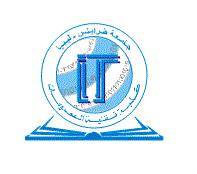 جامعة طرابلس - ليبيا
IT
كلية تقنية المعلومات